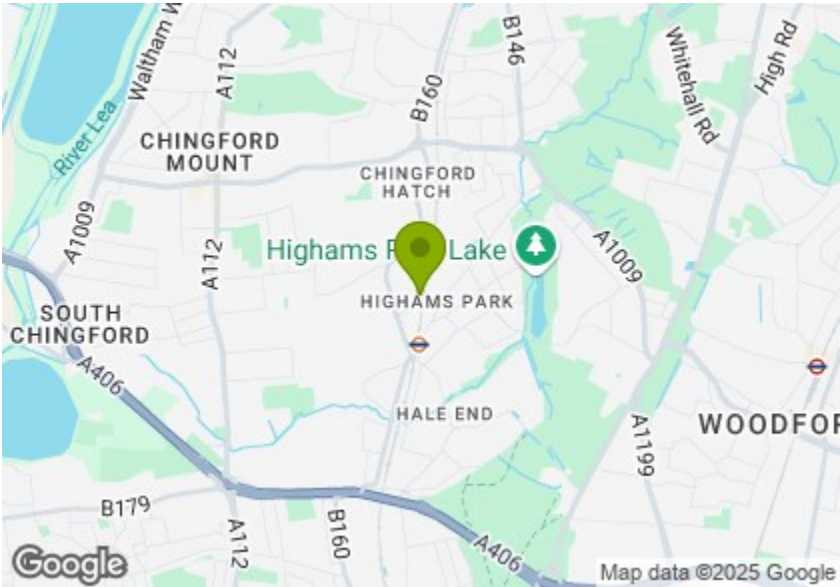 Waltham W
B146
A112
B160
Whitehall Rd
High Rd
River Lea
CHINGFORD
MOUNT
CHINGFORD
HATCH
A1009
A112
Highams P
Lake
A1009
HIGHAMS PARK
SOUTH
CHINGFORD
A406
HALE END
WOODFOR
A1199
B179
A112
B160
A406
Google
Map data ©2025 Google